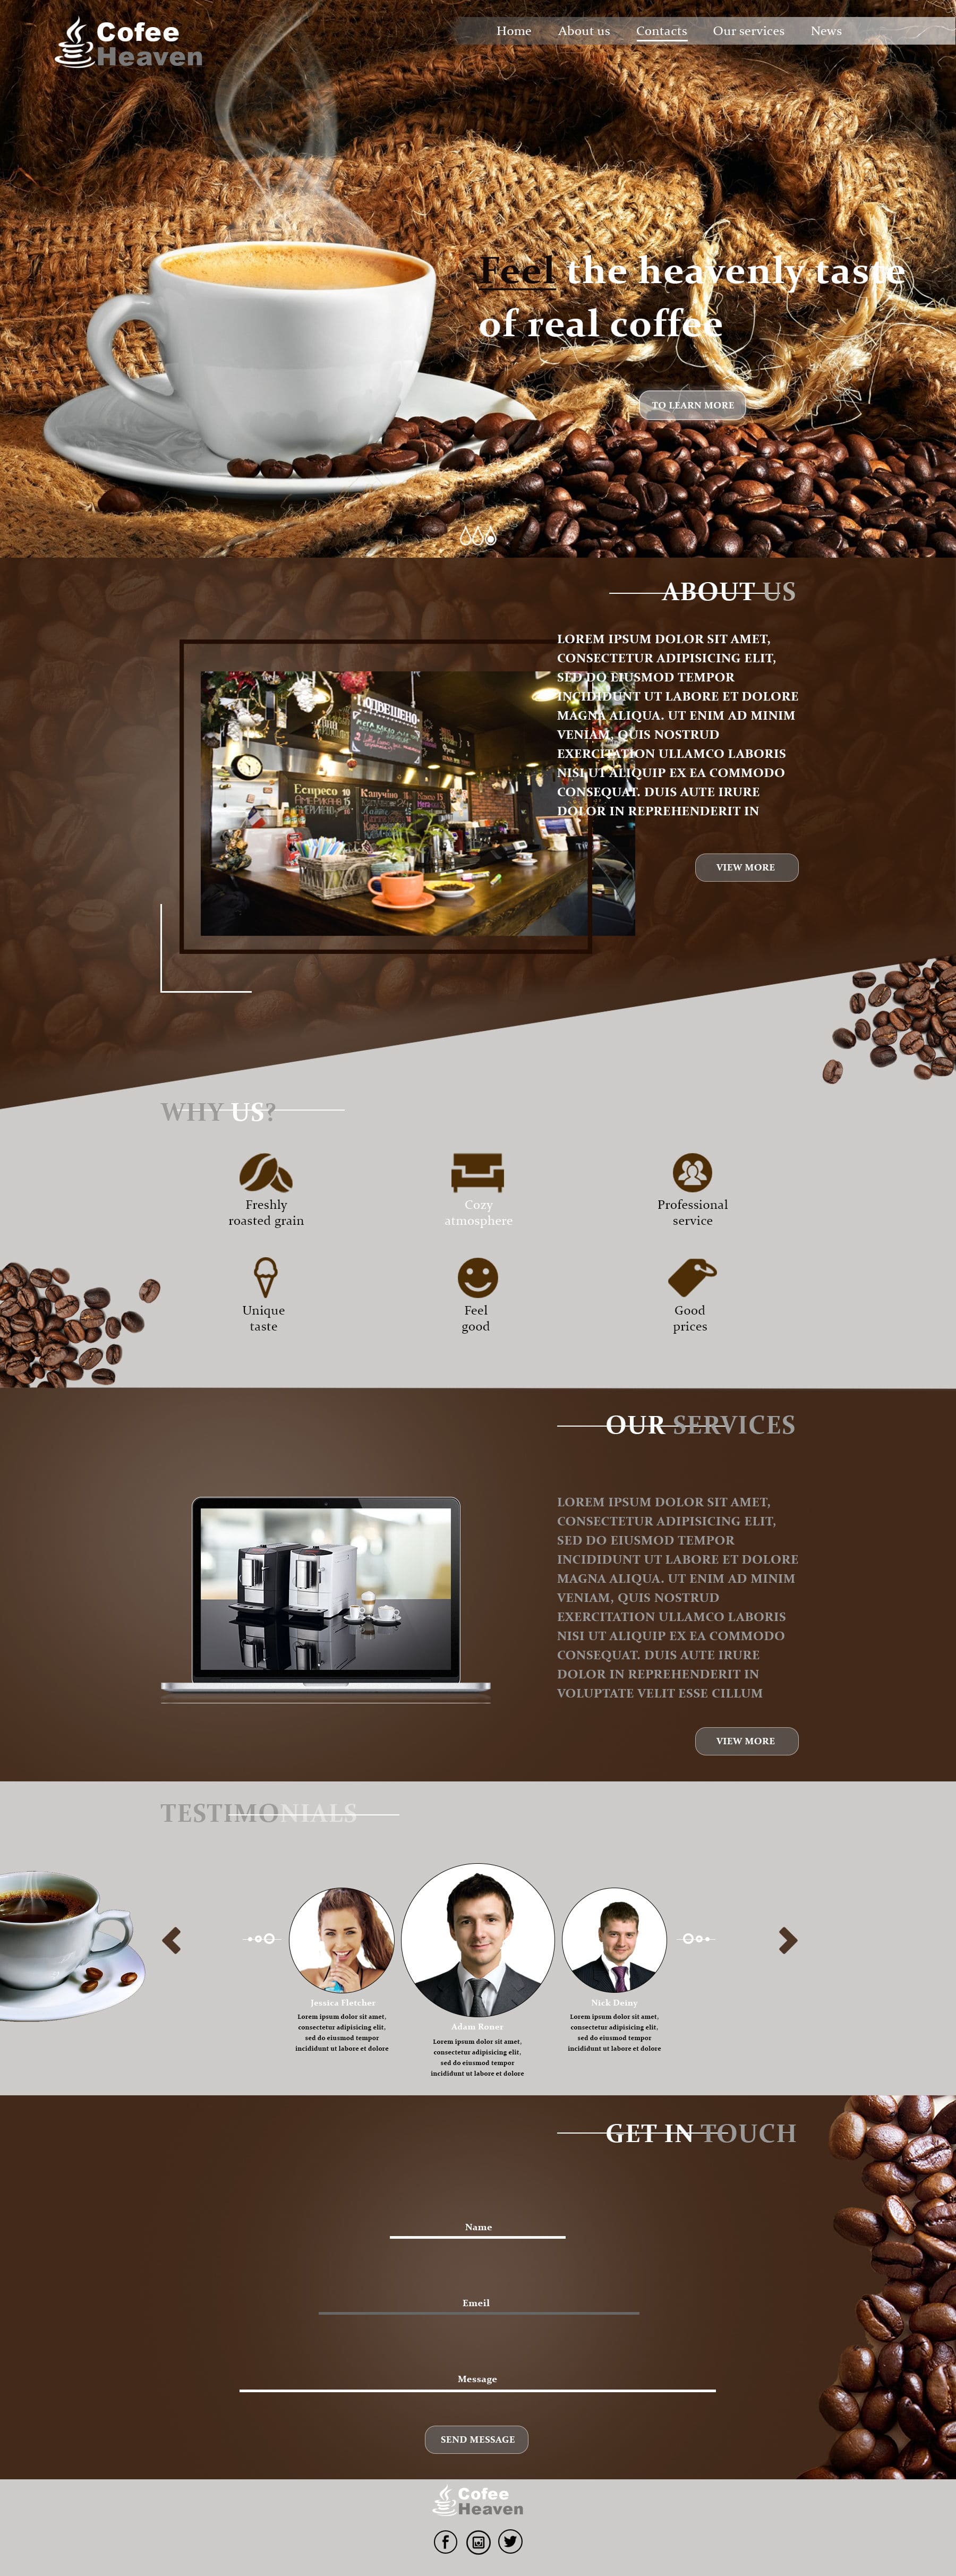 Cofee
Heaven
Home About us Contacts Our services News
Feel the heavenly taste
of real coffee
TO LEARN MORE
ABOUT US
LOREM IPSUM DOLOR SIT AMET,
CONSECTETUR ADIPISICING ELIT,
SED DO EIUSMOD TEMPOR
INCIDIDUNT UT LABORE ET DOLORE
MAGNA ALIQUA. UT ENIM AD MINIM
VENIAM, QUIS NOSTRUD
EXERCITATION ULLAMCO LABORIS
NISI UT ALIQUIP EX EA COMMODO
CONSEQUAT. DUIS AUTE IRURE
DOLOR IN REPREHENDERIT IN
Еспресо 10
Капучіно
VIEW MORE
WHY US?
Freshly
roasted grain
Cozy
atmosphere
Professional
service
Unique
taste
Feel
good
Good
prices
OUR SERVICES
LOREM IPSUM DOLOR SIT AMET,
CONSECTETUR ADIPISICING ELIT,
SED DO EIUSMOD TEMPOR
INCIDIDUNT UT LABORE ET DOLORE
MAGNA ALIQUA. UT ENIM AD MINIM
VENIAM, QUIS NOSTRUD
EXERCITATION ULLAMCO LABORIS
NISI UT ALIQUIP EX EA COMMODO
CONSEQUAT. DUIS AUTE IRURE
DOLOR IN REPREHENDERIT IN
VOLUPTATE VELIT ESSE CILLUM
VIEW MORE
TESTIMONIALS
Jessica Fletcher
Lorem ipsum dolor sit amet,
consectetur adipisicing elit,
sed do eiusmod tempor
incididunt ut labore et dolore
Adam Roner
Lorem ipsum dolor sit amet,
consectetur adipisicing elit,
sed do eiusmod tempor
incididunt ut labore et dolore
Nick Deiny
Lorem ipsum dolor sit amet,
consectetur adipisicing elit,
sed do eiusmod tempor
incididunt ut labore et dolore
GET IN TOUCH
Name
Emeil
Message
SEND MESSAGE
Cofee
Heaven